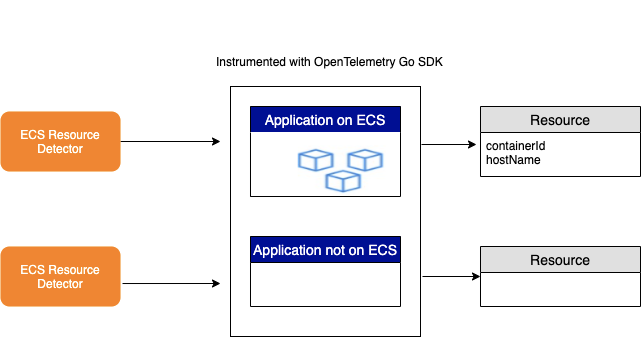 Instrumented with OpenTelemetry Go SDK
ECS Resource
Detector
Application on ECS
Resource
containerId
hostName
ECS Resource
Detector
Application not on ECS
Resource